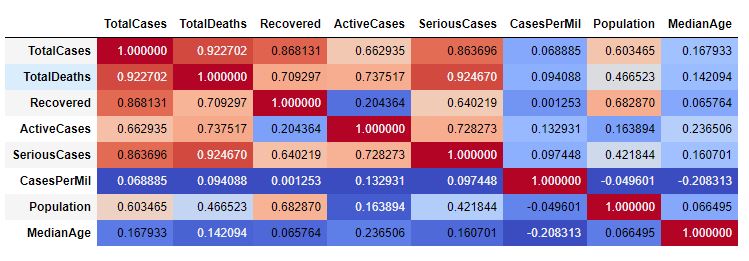 TotalCases TotalDeaths Recovered ActiveCases SeriousCases CasesPerMil Population MedianAge
TotalCases 1.000000 0.922702 0.868131 0.662935 0.863696 0.068885 0.603465 0.167933
TotalDeaths 0.922702 1.000000 0.709297 0.737517 0.924670 0.094088 0.466523 0.142094
Recovered 0.868131 0.709297 1.000000 0.204364 0.640219 0.001253 0.682870 0.065764
ActiveCases 0.662935 0.737517 0.204364 1.000000 0.728273 0.132931 0.163894 0.236506
SeriousCases 0.863696 0.924670 0.640219 0.728273 1.000000 0.097448 0.421844 0.160701
CasesPerMil 0.068885 0.094088 0.001253 0.132931 0.097448 1.000000 -0.049601 -0.208313
Population 0.603465 0.466523 0.682870 0.163894 0.421844 -0.049601 1.000000 0.066495
MedianAge 0.167933 0.142094 0.065764 0.236506 0.160701 -0.208313 0.066495 1.000000